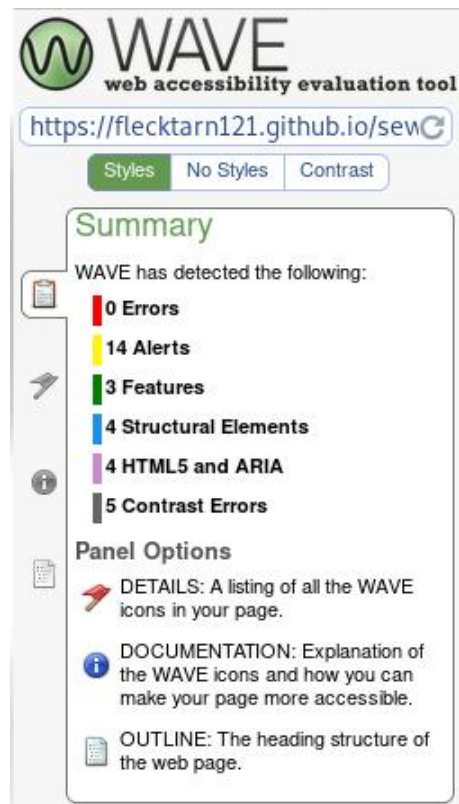 WAVE
web accessibility evaluation tool
https://flecktarn121.github.io/sew
Styles No Styles Contrast
Summary
WAVE has detected the following:
0 Errors
14 Alerts
3 Features
4 Structural Elements
4 HTML5 and ARIA
5 Contrast Errors
Panel Options
DETAILS: A listing of all the WAVE
icons in your page.
DOCUMENTATION: Explanation of
the WAVE icons and how you can
make your page more accessible.
OUTLINE: The heading structure of
the web page.